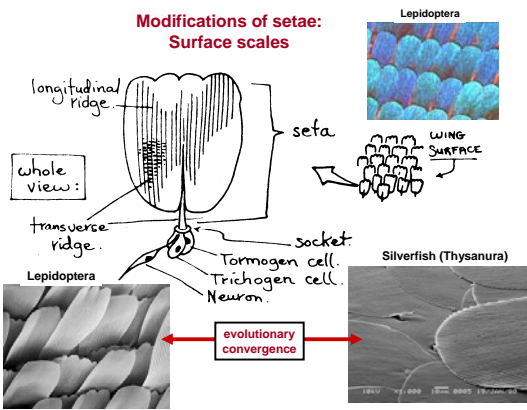 Modifications of setae:
Surface scales
Lepidoptera
longitudinal
ridge.
seta
WING
SURFACE
whole
view:
transverse
ridge.
socket.
Tormogen cell.
Trichogen cell.
Neuron.
Lepidoptera
Silverfish (Thysanura)
evolutionary
convergence